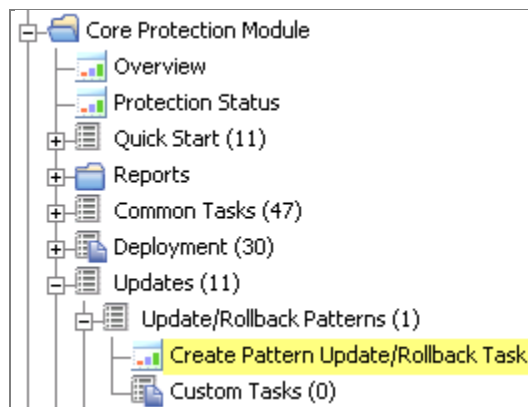 Core Protection Module
Overview
Protection Status
Quick Start (11)
Reports
Common Tasks (47)
Deployment (30)
Updates (11)
Update/Rollback Patterns (1)
Create Pattern Update/Rollback Task
Custom Tasks (0)